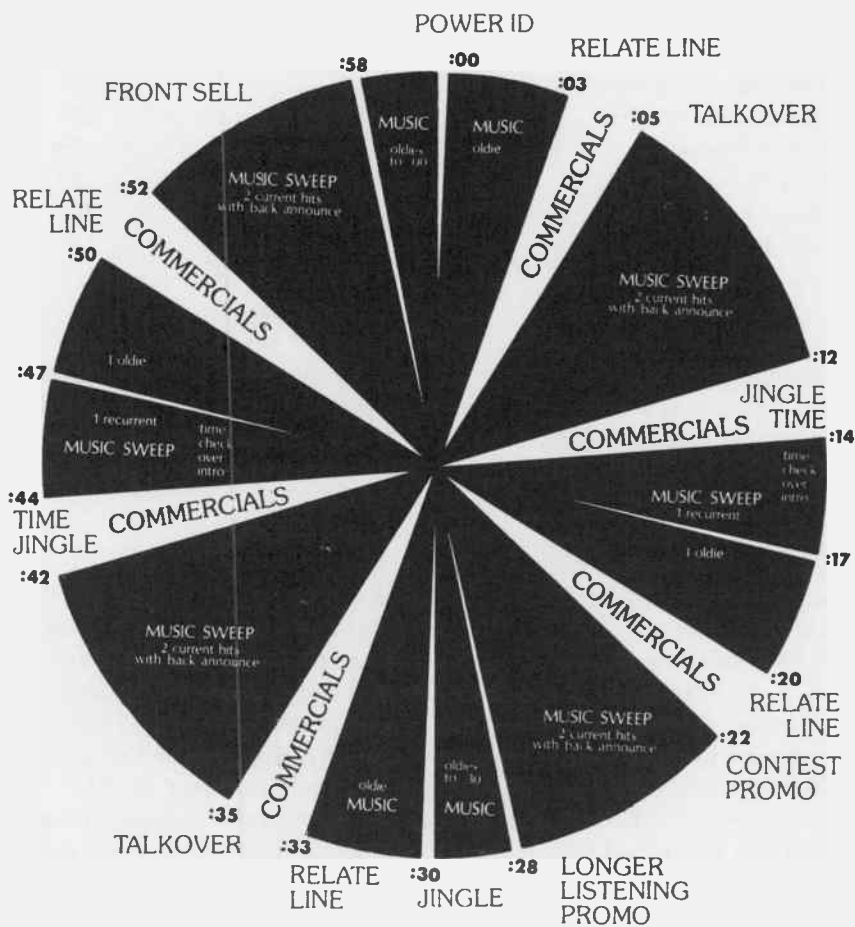 POWER ID
:00
RELATE LINE
:03
COMMERCIALS
:05
TALKOVER
MUSIC
oldie
MUSIC SWEEP
2 current hits
with back announce
:12
JINGLE
TIME
COMMERCIALS
:14
time
check
over
intro
MUSIC SWEEP
1 recurrent
:17
1 oldie
:20
RELATE
LINE
COMMERCIALS
:22
CONTEST
PROMO
MUSIC SWEEP
2 current hits
with back announce
:28
LONGER
LISTENING
PROMO
oldies
to :30
MUSIC
:30
JINGLE
oldie
MUSIC
:33
RELATE
LINE
COMMERCIALS
:35
TALKOVER
MUSIC SWEEP
2 current hits
with back announce
:42
TIME
JINGLE
COMMERCIALS
:44
1 recurrent
MUSIC SWEEP
time
check
over
intro
:47
1 oldie
:50
RELATE
LINE
COMMERCIALS
:52
FRONT SELL
MUSIC SWEEP
2 current hits
with back announce
:58
MUSIC
oldies
to